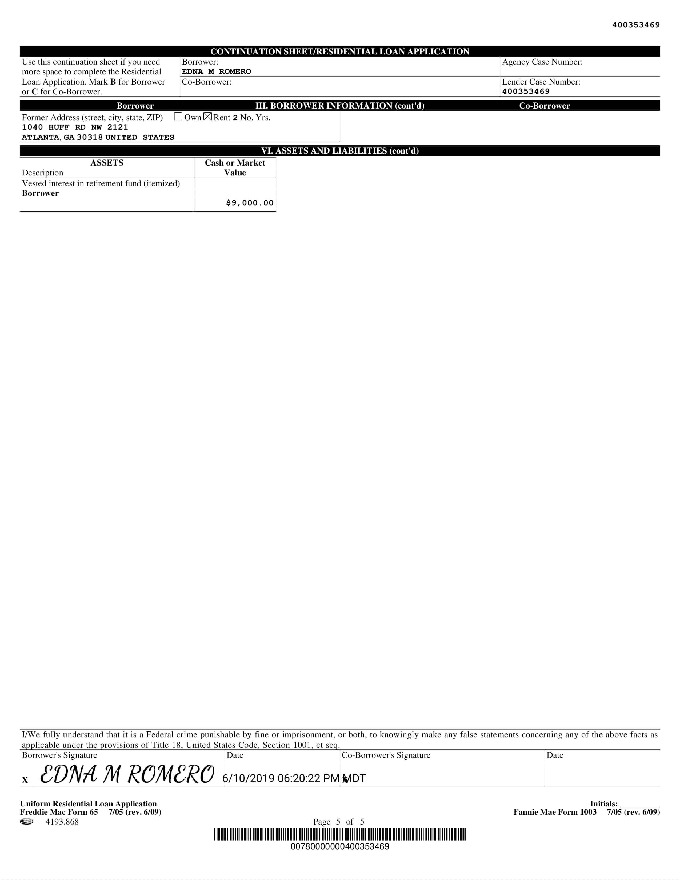 400353469
CONTINUATION SHEET/RESIDENTIAL LOAN APPLICATION
Use this continuation sheet if you need
more space to complete the Residential
Loan Application. Mark B for Borrower
or C for Co-Borrower.
Borrower:
EDNA M ROMERO
Co-Borrower:
Agency Case Number:
Lender Case Number:
400353469
Borrower III. BORROWER INFORMATION (cont'd) Co-Borrower
Former Address (street, city, state, ZIP) Own Rent 2 No. Yrs.
1040 HUFF RD NW 2121
ATLANTA, GA 30318 UNITED STATES
VI. ASSETS AND LIABILITIES (cont'd)
ASSETS
Description
Cash or Market
Value
Vested interest in retirement fund (itemized)
Borrower
$9,000.00
I/We fully understand that it is a Federal crime punishable by fine or imprisonment, or both, to knowingly make any false statements concerning any of the above facts as
applicable under the provisions of Title 18, United States Code, Section 1001, et seq.
Borrower's Signature Date Co-Borrower's Signature Date
X EDNA M ROMERO 6/10/2019 06:20:22 PM MDT
Uniform Residential Loan Application
Freddie Mac Form 65 7/05 (rev. 6/09)
4193.868
Page 5 of 5
Initials:
Fannie Mae Form 1003 7/05 (rev. 6/09)
00780000000400353469